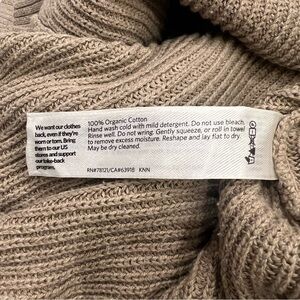 We want our clothes
back, even if they're
worn or torn. Bring
them to our US
stores and support
our take-back
program.
100% Organic Cotton
Hand wash cold with mild detergent. Do not use bleach.
Rinse well. Do not wring. Gently squeeze, or roll in towel
to remove excess moisture. Reshape and lay flat to dry.
May be dry cleaned.
RN#78121/CA#63918 KNN